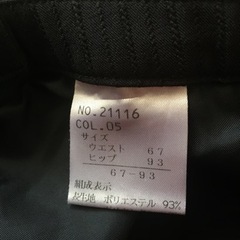 NO.21116
COL.05
サイズ
ウエスト 67
ヒップ 93
67-93
組成表示
表生地 ポリエステル 93%